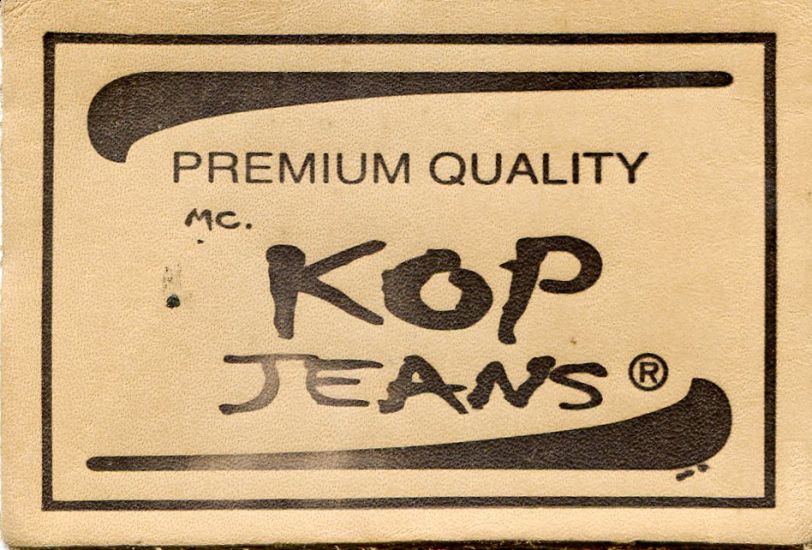 PREMIUM QUALITY
MC.
KOP
JEANS®